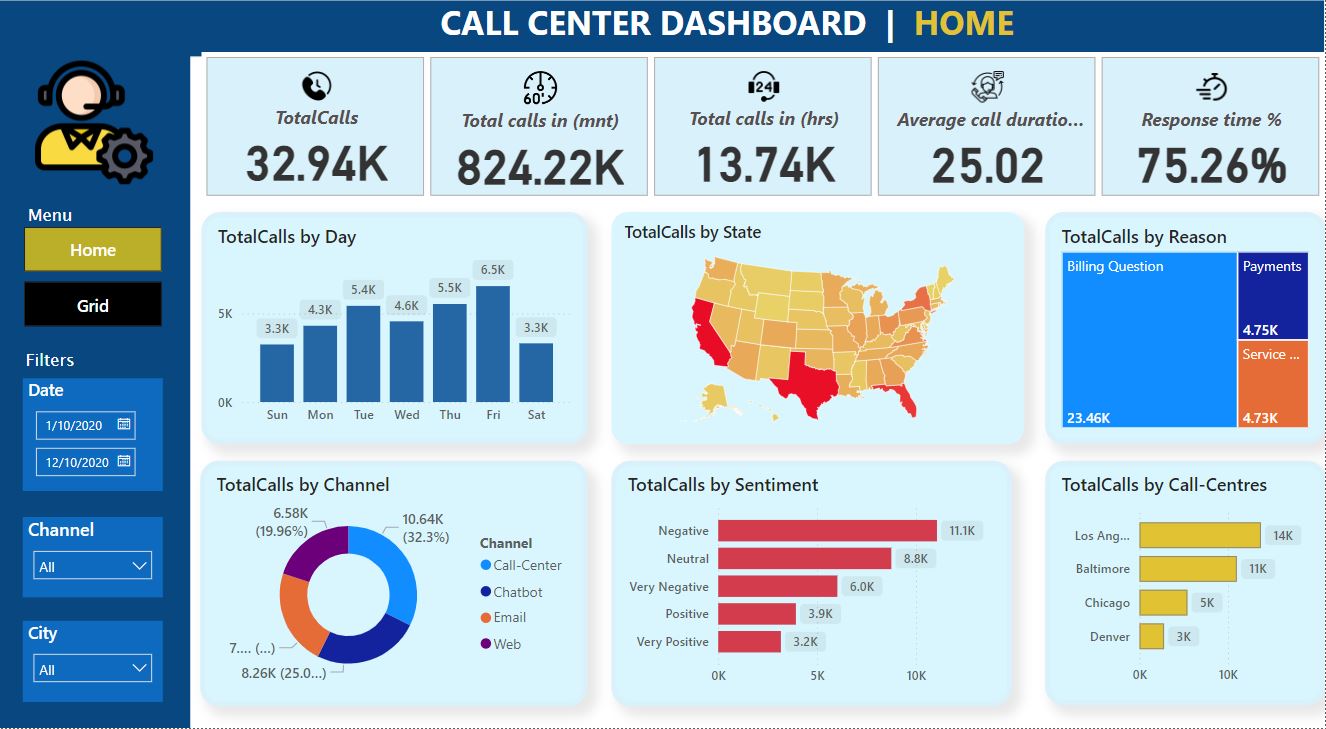 CALL CENTER DASHBOARD | HOME
TotalCalls
32.94K
60'
Total calls in (mnt)
824.22K
24
Total calls in (hrs)
13.74K
Average call duratio...
25.02
Response time %
75.26%
Menu
Home
Grid
Filters
Date
1/10/2020
12/10/2020
Channel
All
City
All
TotalCalls by Day
5K
0K
3.3K
4.3K
5.4K
4.6K
5.5K
6.5K
3.3K
Sun Mon Tue Wed Thu Fri Sat
TotalCalls by State
TotalCalls by Reason
Billing Question
23.46K
Payments
4.75K
Service ...
4.73K
TotalCalls by Channel
6.58K
(19.96%)
10.64K
(32.3%)
7.... (...)
8.26K (25.0...)
Channel
Call-Center
Chatbot
Email
Web
TotalCalls by Sentiment
Negative 11.1K
Neutral 8.8K
Very Negative 6.0K
Positive 3.9K
Very Positive 3.2K
0K 5K 10K
TotalCalls by Call-Centres
Los Ang... 14K
Baltimore 11K
Chicago 5K
Denver 3K
0K 10K